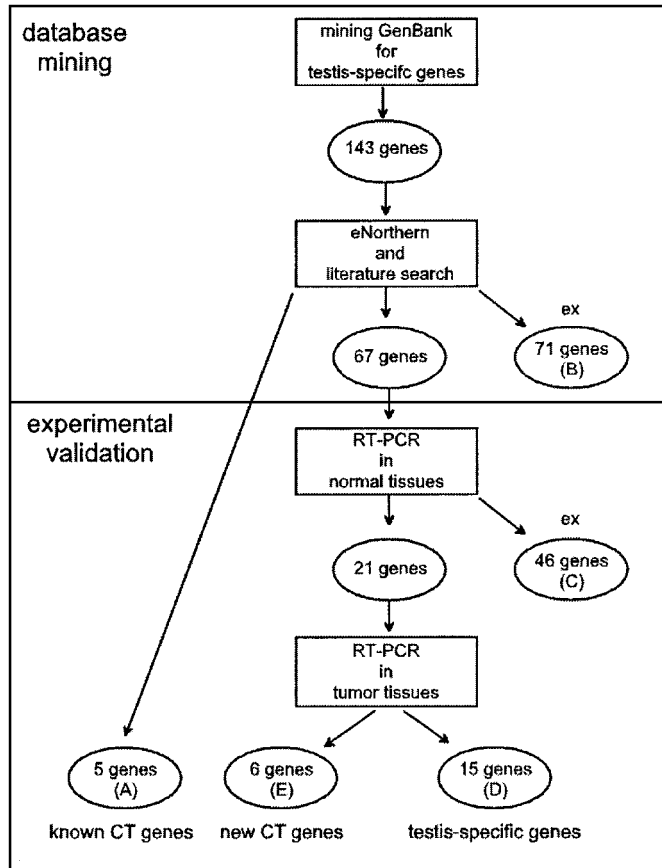 database
mining
mining GenBank
for
testis-specifc genes
143 genes
eNorthern
and
literature search
ex
67 genes
71 genes
(B)
experimental
validation
RT-PCR
in
normal tissues
ex
21 genes
46 genes
(C)
RT-PCR
in
tumor tissues
5 genes
(A)
6 genes
(E)
15 genes
(D)
known CT genes
new CT genes
testis-specific genes